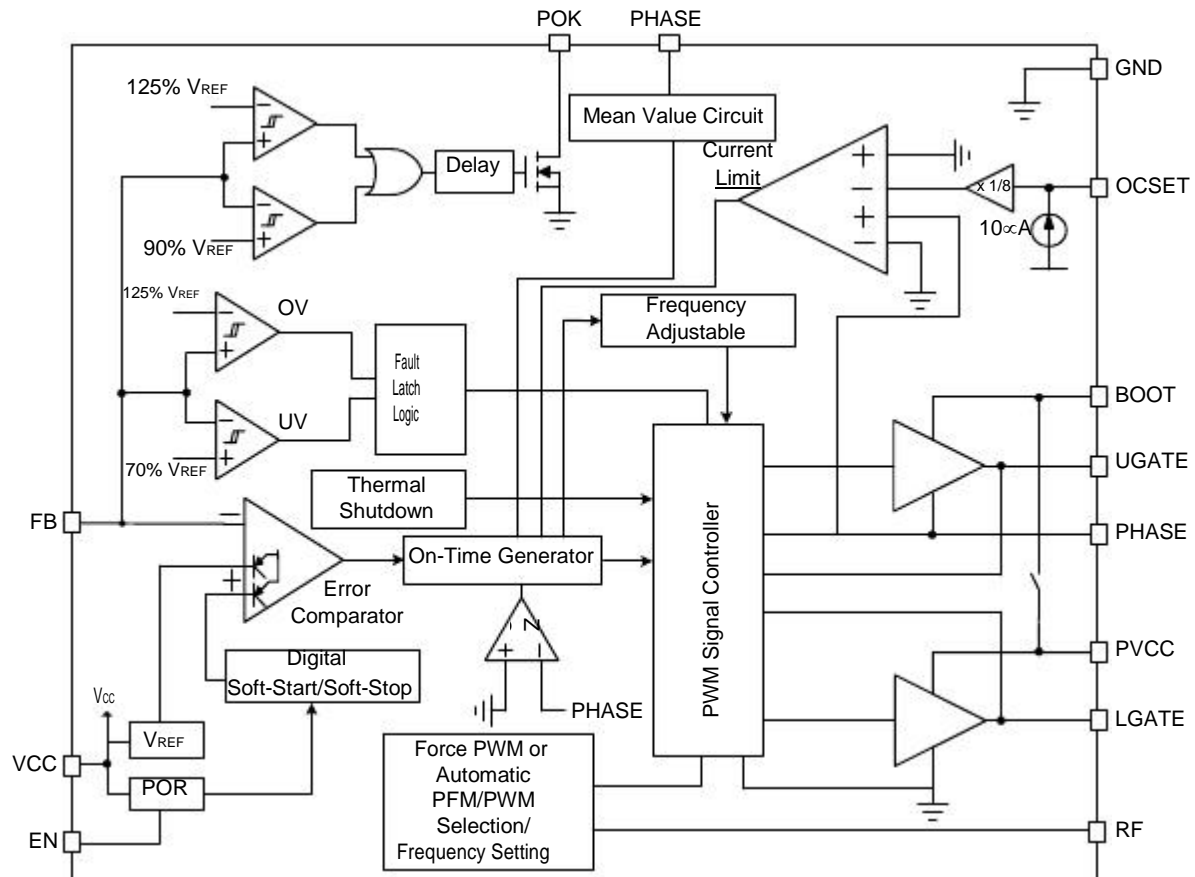 POK
PHASE
GND
125% VREF
Mean Value Circuit
Current
Limit
Delay
x 1/8
OCSET
10∝A
90% VREF
125% VREF
OV
Frequency
Adjustable
Fault
Latch
Logic
BOOT
UV
70% VREF
UGATE
Thermal
Shutdown
FB
PHASE
On-Time Generator
Error
Comparator
PWM Signal Controller
Z
Digital
Soft-Start/Soft-Stop
PVCC
Vcc
PHASE
LGATE
VREF
Force PWM or
Automatic
PFM/PWM
Selection/
Frequency Setting
VCC
POR
EN
RF